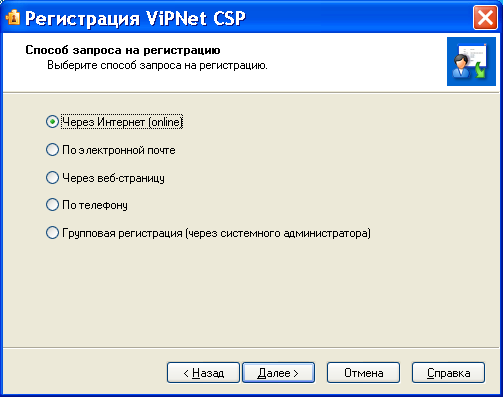 Регистрация ViPNet CSP
Способ запроса на регистрацию
Выберите способ запроса на регистрацию.
Через Интернет (online)
По электронной почте
Через веб-страницу
По телефону
Групповая регистрация (через системного администратора)
< Назад
Далее >
Отмена
Справка